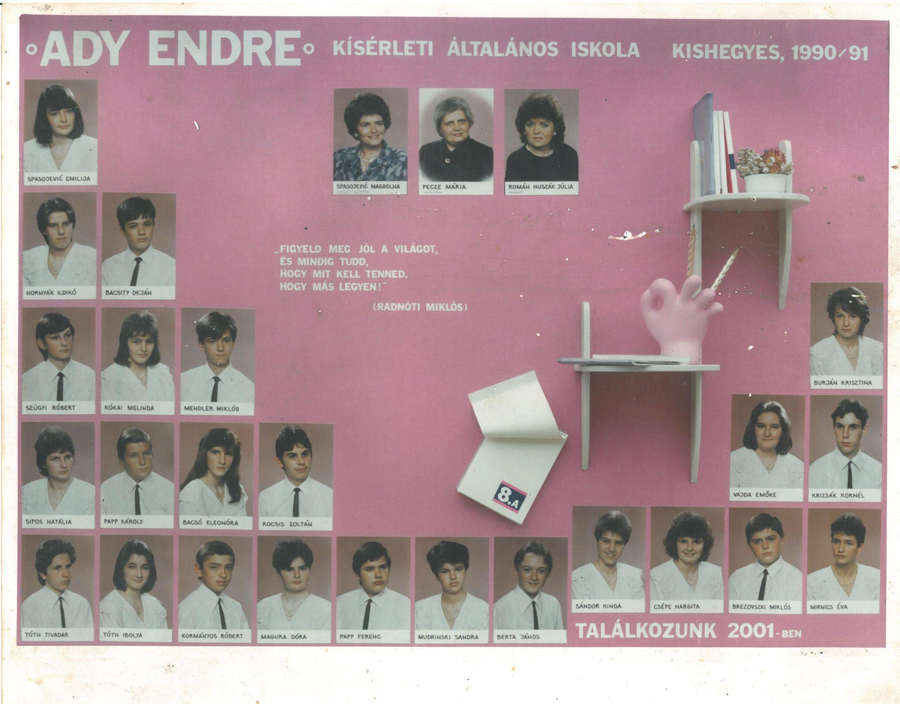 ADY ENDRE KÍSÉRLETI ÁLTALÁNOS ISKOLA KISHEGYES, 1990/91
SPASOJEVIĆ EMILIJA
SPASOJEVIĆ MAGDOLNA
PECZE MÁRIA
ROMÁN HUSZÁK JÚLIA
HORNYÁK ILDIKÓ
BACSITY DEJÁN
„FIGYELD MEG JÓL A VILÁGOT,
ÉS MINDIG TUDD,
HOGY MIT KELL TENNED,
HOGY MÁS LEGYEN!"
(RADNÓTI MIKLÓS)
BURJÁN KRISZTINA
SZÜGYI RÓBERT
KÓKAI MELINDA
MENDLER MIKLÓS
VAJDA EMŐKE
KRIZSÁK KORNÉL
8.A
SIPOS NATÁLIA
PAPP KÁROLY
BACSÓ ELEONÓRA
KOCSIS ZOLTÁN
SÁNDOR KINGA
CSÉPE HARGITA
BREZOVSZKI MIKLÓS
MIRNICS ÉVA
TÓTH TIVADAR
TÓTH IBOLYA
KORMÁNYOS RÓBERT
MAGURA DÓRA
PAPP FERENC
MUDRINSKI SANDRA
BERTA JÁNOS
TALÁLKOZUNK 2001-BEN